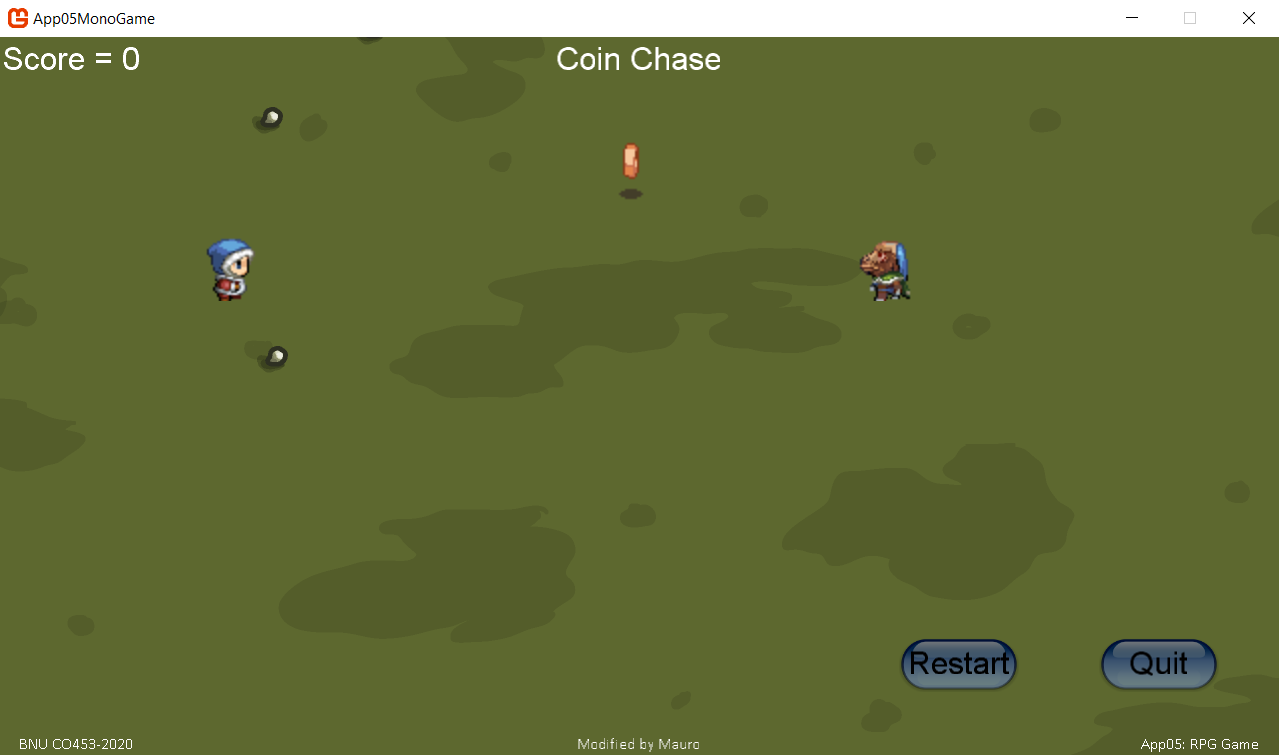 App05MonoGame
Score = 0
Coin Chase
Restart
Quit
BNU CO453-2020
Modified by Mauro
App05: RPG Game